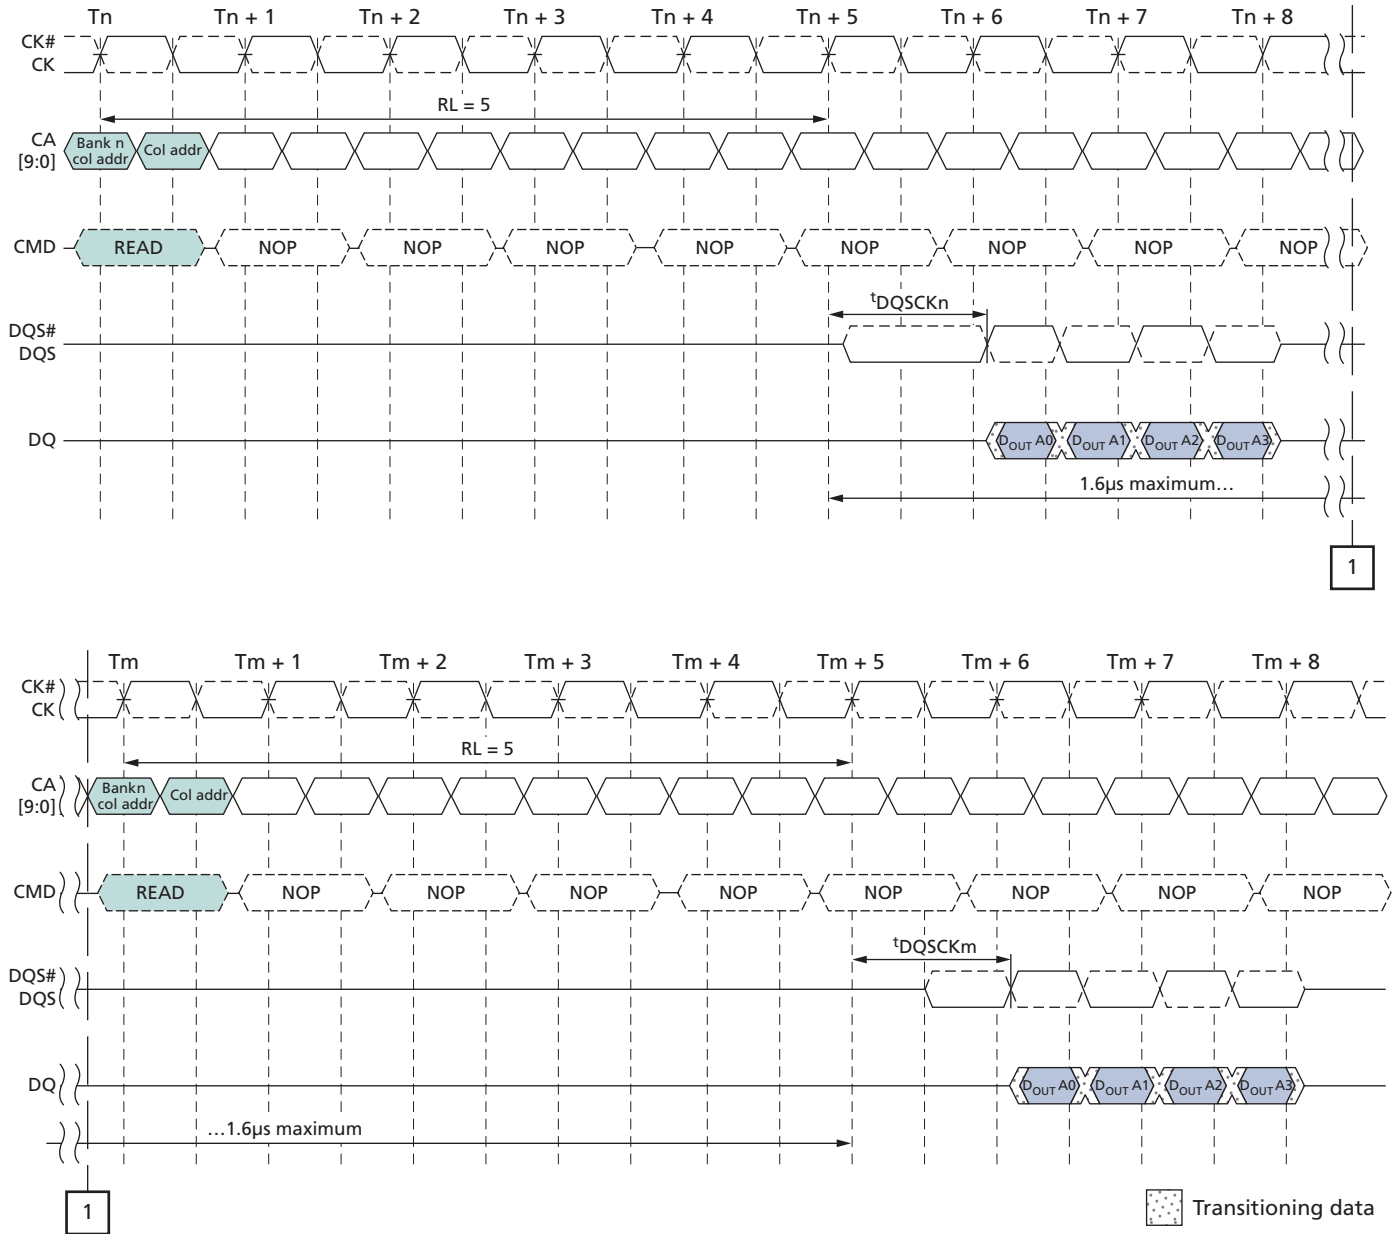 Tn Tn + 1 Tn + 2 Tn + 3 Tn + 4 Tn + 5 Tn + 6 Tn + 7 Tn + 8
CK#
CK
RL = 5
CA
[9:0]
Bank n
col addr
Col addr
CMD READ NOP NOP NOP NOP NOP NOP NOP NOP
tDQSCKn
DQS#
DQS
DQ DOUT A0 DOUT A1 DOUT A2 DOUT A3
1.6µs maximum…
1
Tm Tm + 1 Tm + 2 Tm + 3 Tm + 4 Tm + 5 Tm + 6 Tm + 7 Tm + 8
CK#
CK
RL = 5
CA
[9:0]
Bankn
col addr
Col addr
CMD READ NOP NOP NOP NOP NOP NOP NOP NOP
tDQSCKm
DQS#
DQS
DQ DOUT A0 DOUT A1 DOUT A2 DOUT A3
…1.6µs maximum
1
Transitioning data